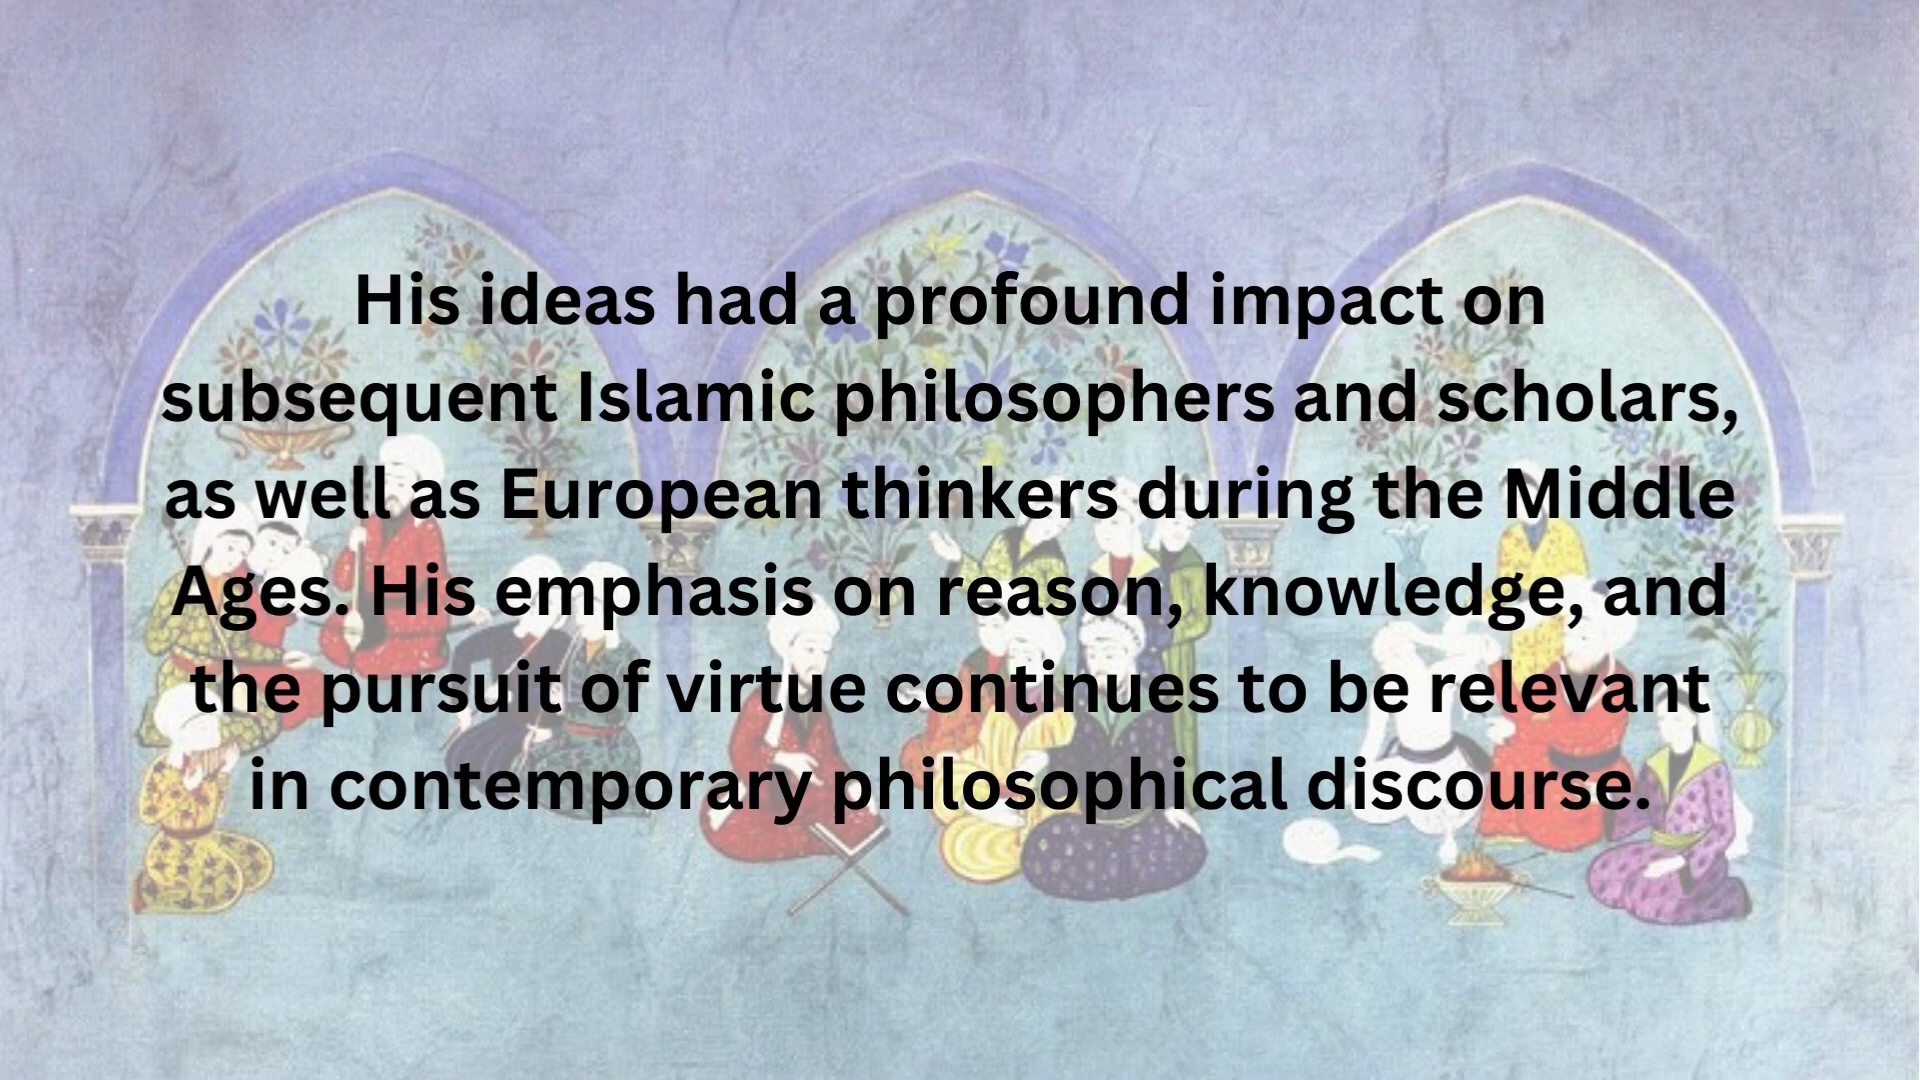 His ideas had a profound impact on
subsequent Islamic philosophers and scholars,
as well as European thinkers during the Middle
Ages. His emphasis on reason, knowledge, and
the pursuit of virtue continues to be relevant
in contemporary philosophical discourse.